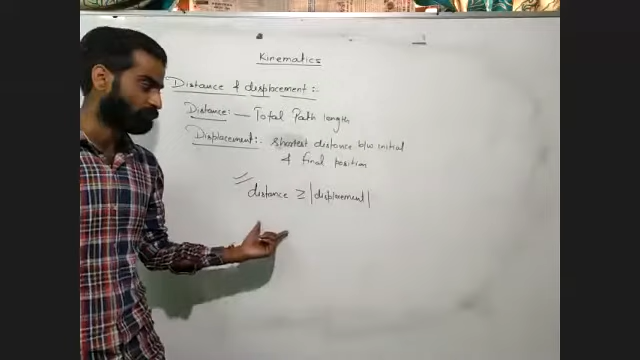 Kinematics
Distance & displacement :-
Distance :- Total Path length
Displacement :- shortest distance b/w initial
& final position
distance ≥ |displacement|